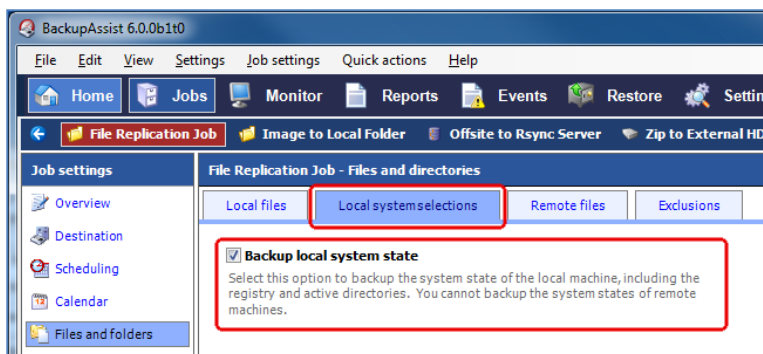 BackupAssist 6.0.0b1t0
File Edit View Settings Job settings Quick actions Help
Home Jobs Monitor Reports Events Restore Settin
File Replication Job Image to Local Folder Offsite to Rsync Server Zip to External HD
Job settings
File Replication Job - Files and directories
Overview
Destination
Scheduling
12
Calendar
Files and folders
Local files Local system selections Remote files Exclusions
Backup local system state
Select this option to backup the system state of the local machine, including the
registry and active directories. You cannot backup the system states of remote
machines.